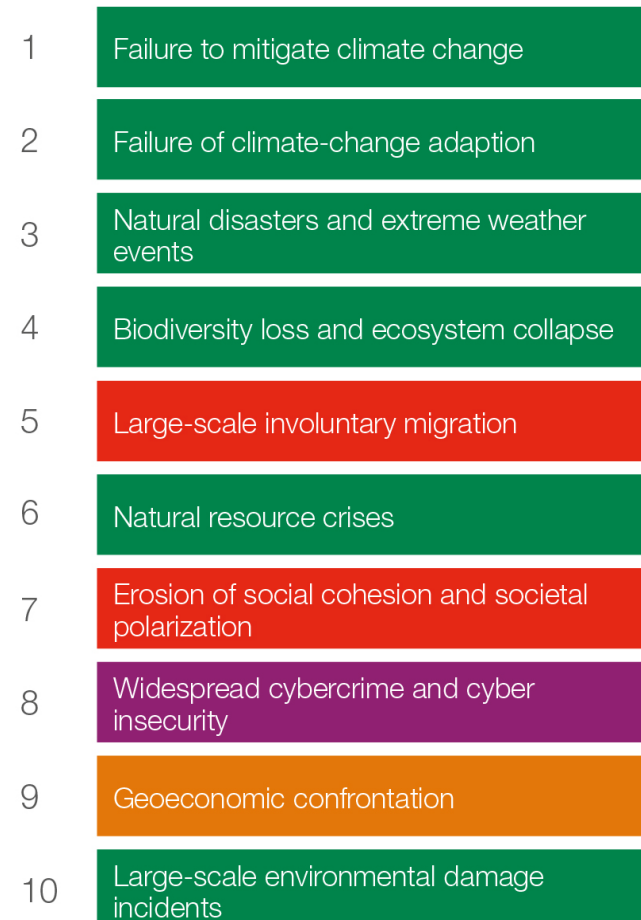 1
Failure to mitigate climate change
2
Failure of climate-change adaption
3
Natural disasters and extreme weather
events
4
Biodiversity loss and ecosystem collapse
5
Large-scale involuntary migration
6
Natural resource crises
7
Erosion of social cohesion and societal
polarization
8
Widespread cybercrime and cyber
insecurity
9
Geoeconomic confrontation
10
Large-scale environmental damage
incidents